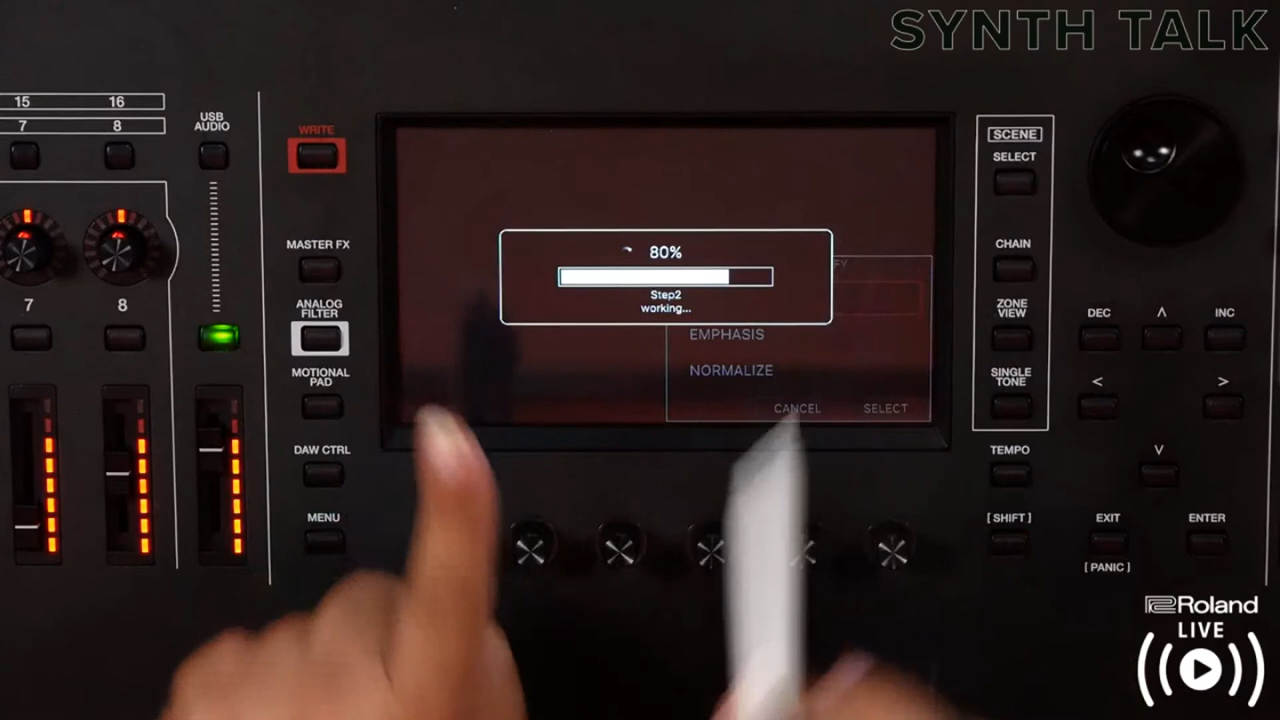 SYNTH TALK
15 16
7 8
USB
AUDIO
7 8
WRITE
MASTER FX
ANALOG
FILTER
MOTIONAL
PAD
DAW CTRL
MENU
80%
Step2
working...
FY
EMPHASIS
NORMALIZE
CANCEL SELECT
SCENE
SELECT
CHAIN
ZONE
VIEW
SINGLE
TONE
TEMPO
[SHIFT]
DEC Λ INC
< >
V
EXIT ENTER
[PANIC]
Roland
LIVE